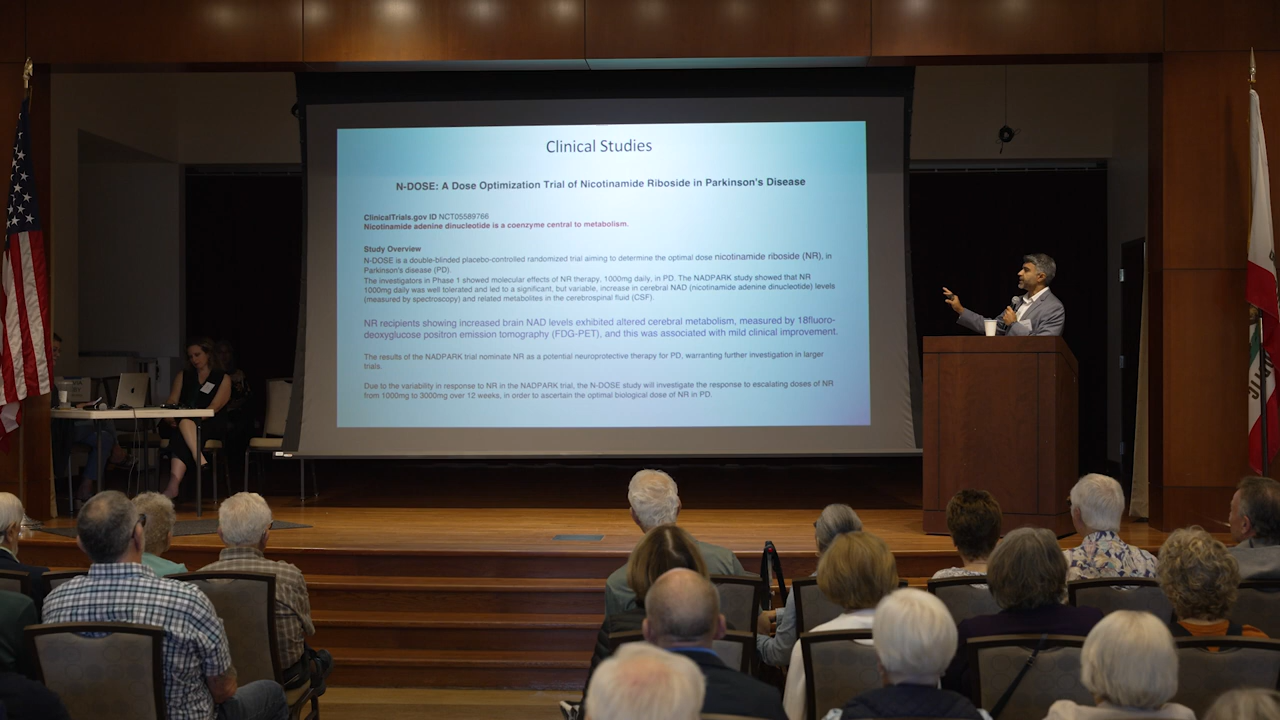 Clinical Studies
N-DOSE: A Dose Optimization Trial of Nicotinamide Riboside in Parkinson's Disease
ClinicalTrials.gov ID NCT05589766
Nicotinamide adenine dinucleotide is a coenzyme central to metabolism.
Study Overview
N-DOSE is a double-blinded placebo-controlled randomized trial aiming to determine the optimal dose nicotinamide riboside (NR), in
Parkinson's disease (PD)
The investigators in Phase 1 showed molecular effects of NR therapy, 1000mg daily, in PD. The NADPARK study showed that NR
1000mg daily was well tolerated and led to a significant, but variable, increase in cerebral NAD (nicotinamide adenine dinucleotide) levels
(measured by spectroscopy) and related metabolites in the cerebrospinal fluid (CSF).
NR recipients showing increased brain NAD levels exhibited altered cerebral metabolism, measured by 18fluoro-
deoxyglucose positron emission tomography (FDG-PET), and this was associated with mild clinical improvement.
The results of the NADPARK trial nominate NR as a potential neuroprotective therapy for PD, warranting further investigation in larger
trials.
Due to the variability in response to NR in the NADPARK trial, the N-DOSE study will investigate the response to escalating doses of NR
from 1000mg to 3000mg over 12 weeks, in order to ascertain the optimal biological dose of NR in PD.